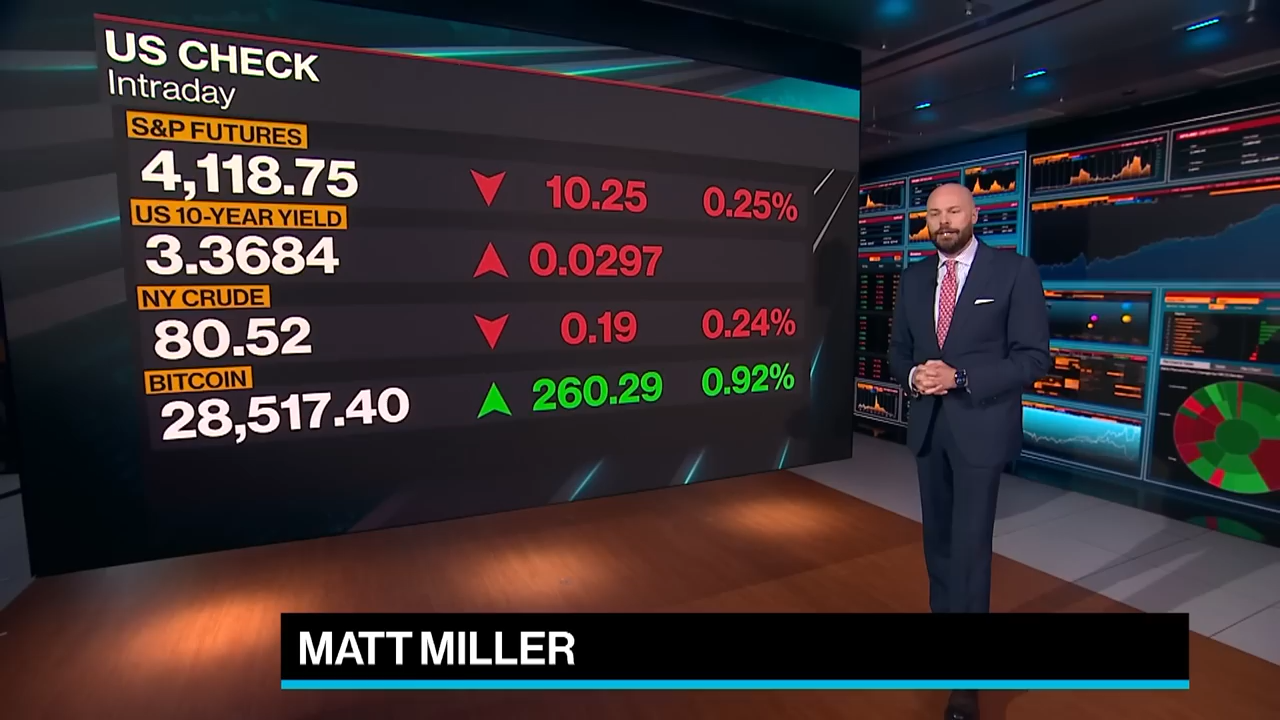 US CHECK
Intraday
S&P FUTURES
4,118.75 10.25 0.25%
US 10-YEAR YIELD
3.3684 0.0297
NY CRUDE
80.52 0.19 0.24%
BITCOIN
28,517.40 260.29 0.92%
MATT MILLER